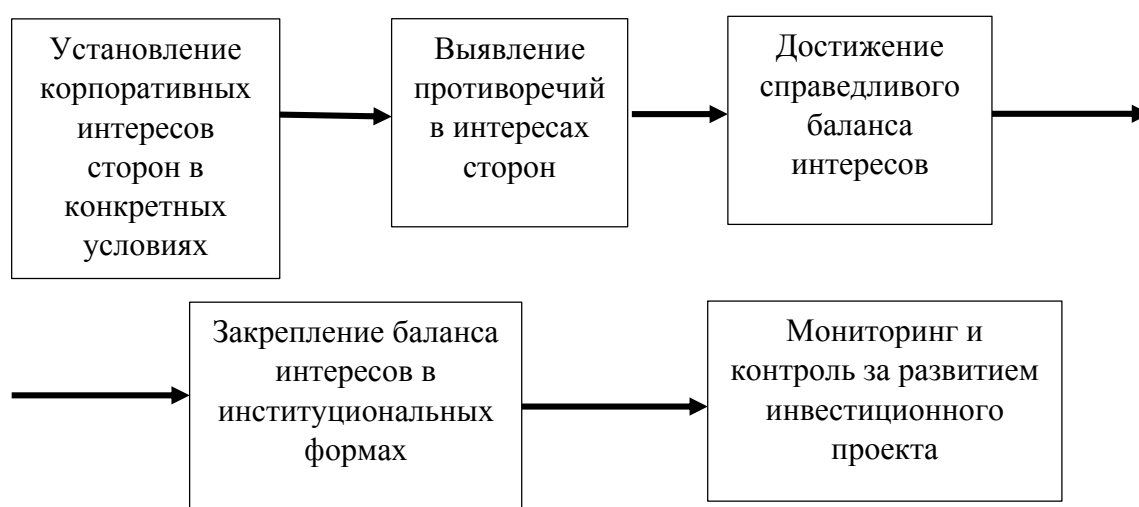 Установление
корпоративных
интересов
сторон в
конкретных
условиях
Выявление
противоречий
в интересах
сторон
Достижение
справедливого
баланса
интересов
Закрепление баланса
интересов в
институциональных
формах
Мониторинг и
контроль за развитием
инвестиционного
проекта